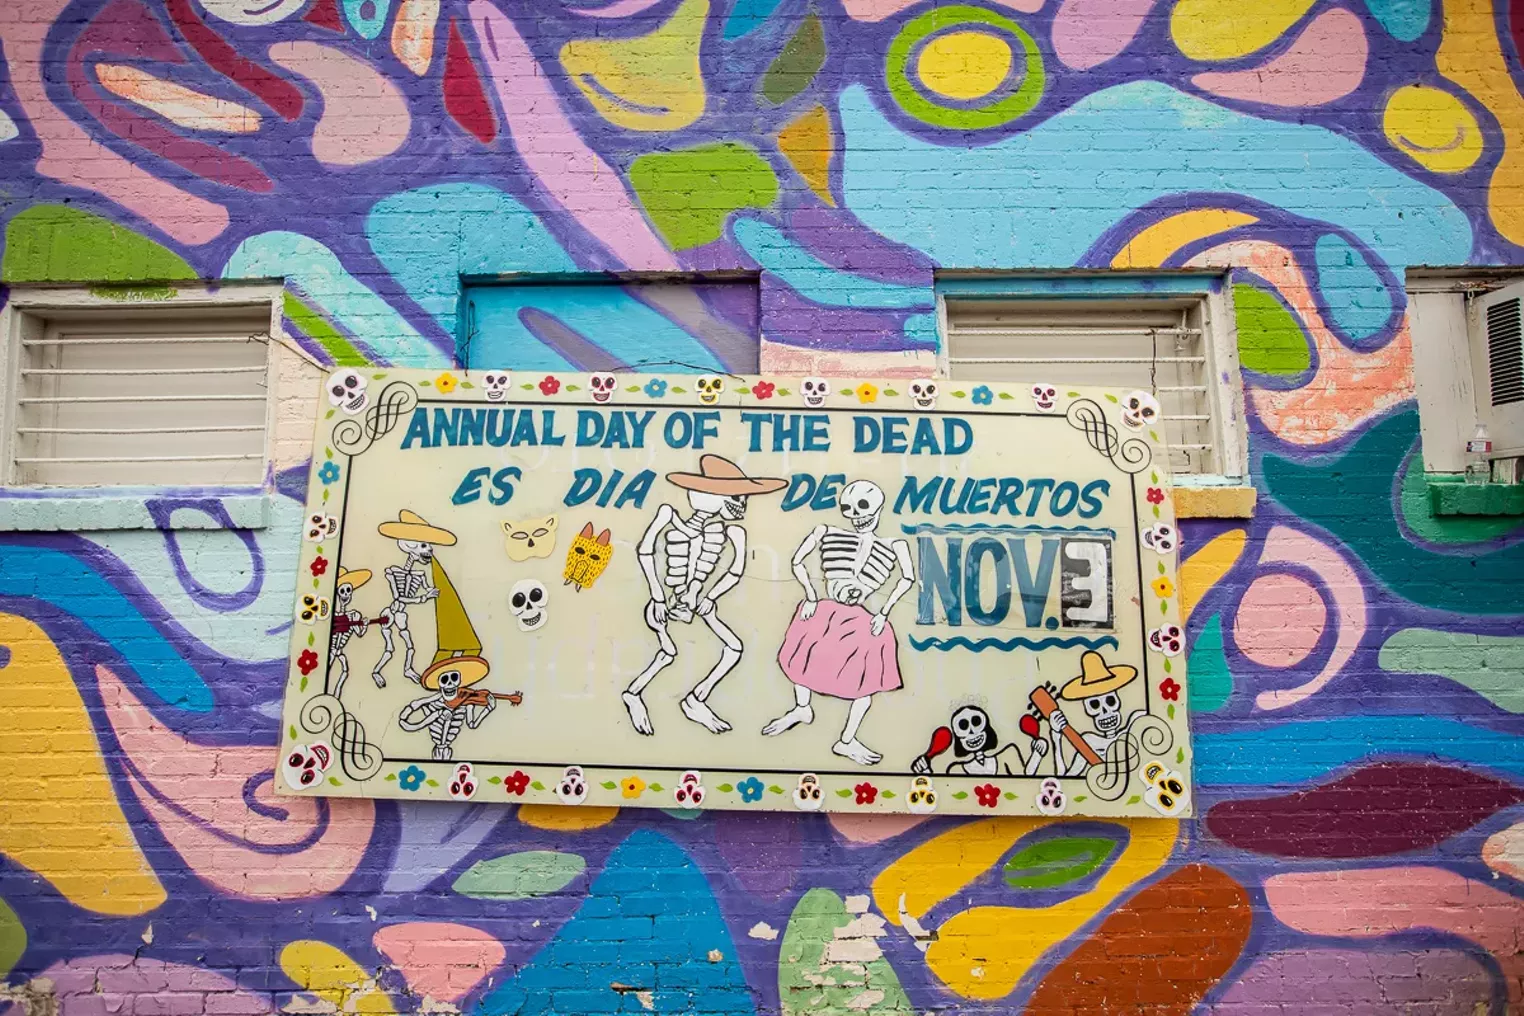 ANNUAL DAY OF THE DEAD
ES DIA DE MUERTOS
NOV. 3